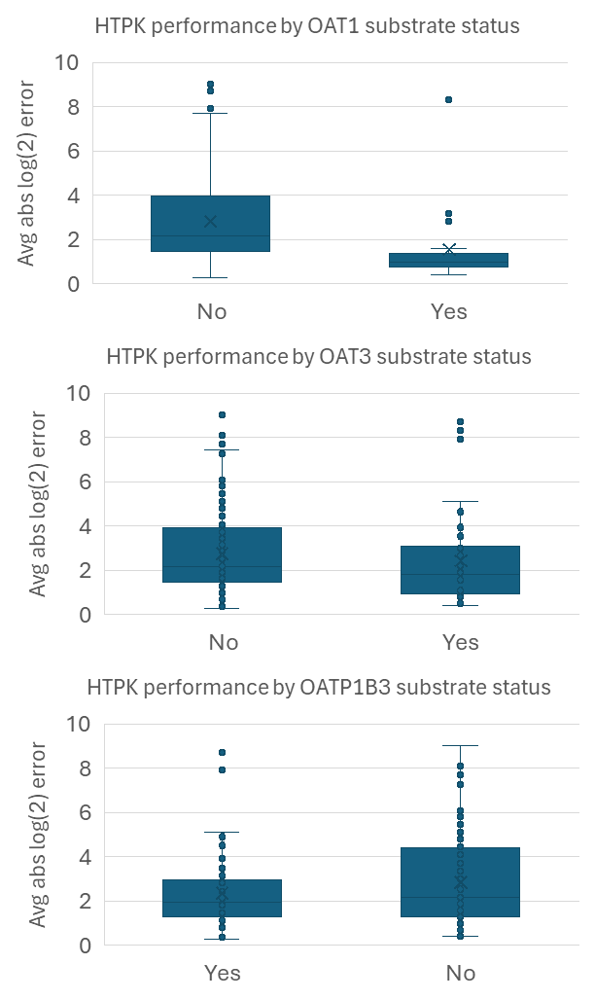 HTPK performance by OAT1 substrate status
Avg abs log(2) error
10
8
6
4
2
0
No Yes
HTPK performance by OAT3 substrate status
Avg abs log(2) error
10
8
6
4
2
0
No Yes
HTPK performance by OATP1B3 substrate status
Avg abs log(2) error
10
8
6
4
2
0
Yes No